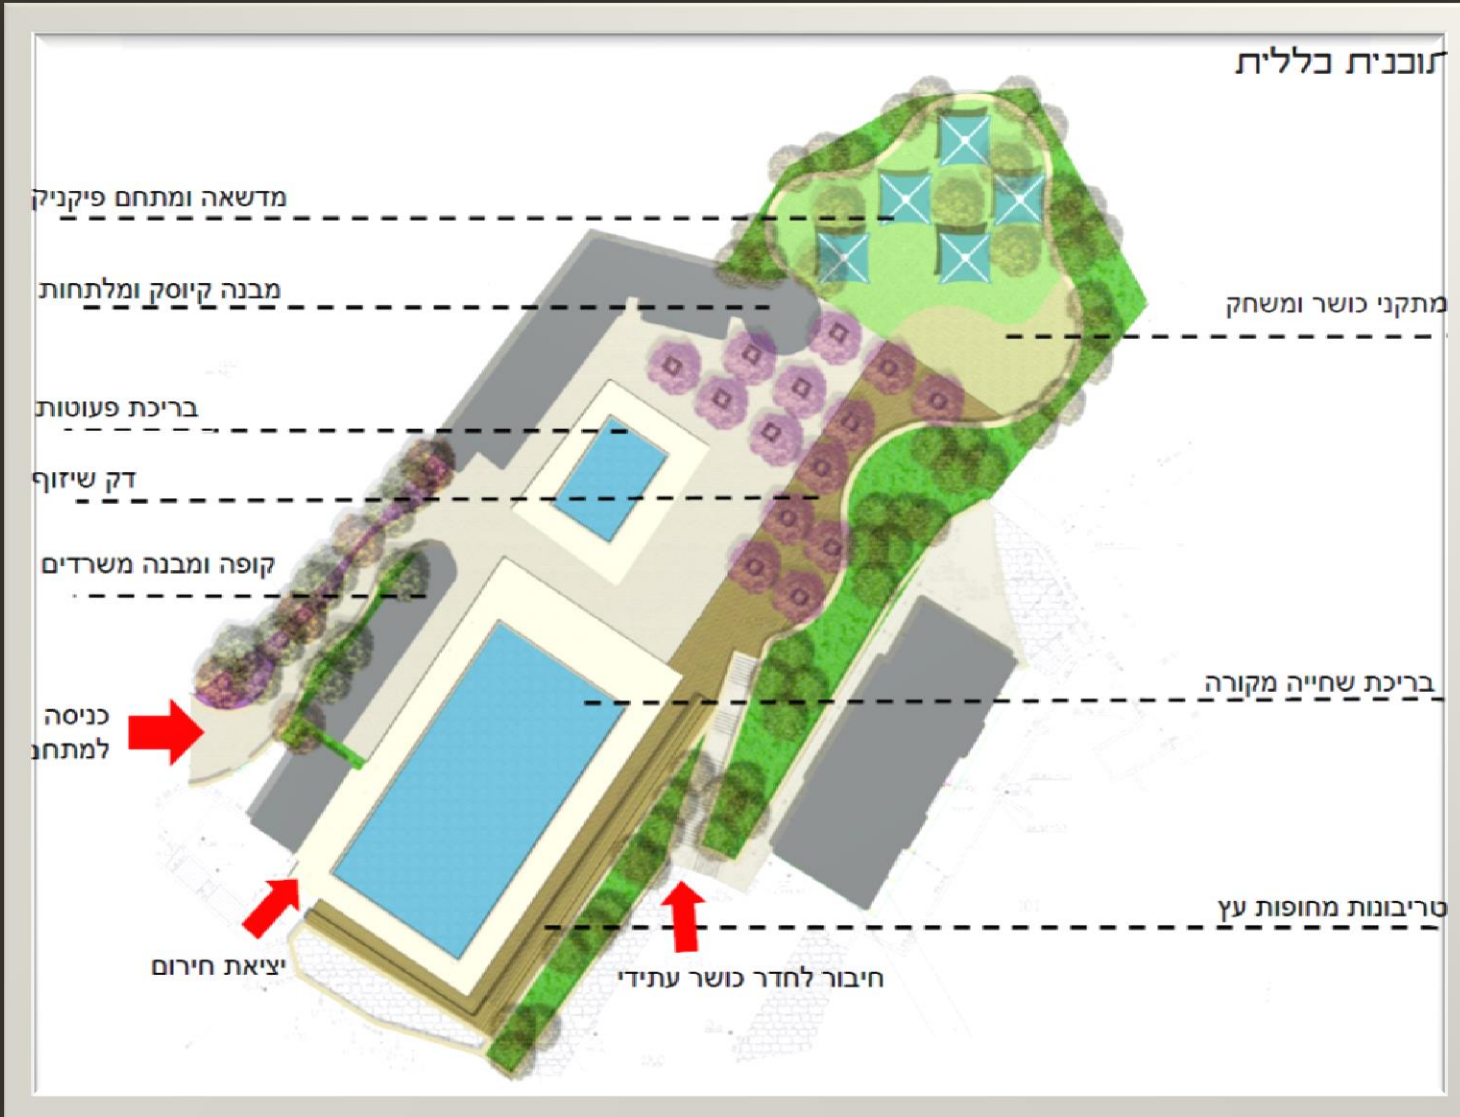 תוכנית כללית
מדשאה ומתחם פיקניק
מבנה קיוסק ומלתחות
מתקני כושר ומשחק
בריכת פעוטות
דק שיזוף
קופה ומבנה משרדים
בריכת שחייה מקורה
כניסה
למתחם
טריבונות מחופות עץ
יציאת חירום
חיבור לחדר כושר עתידי